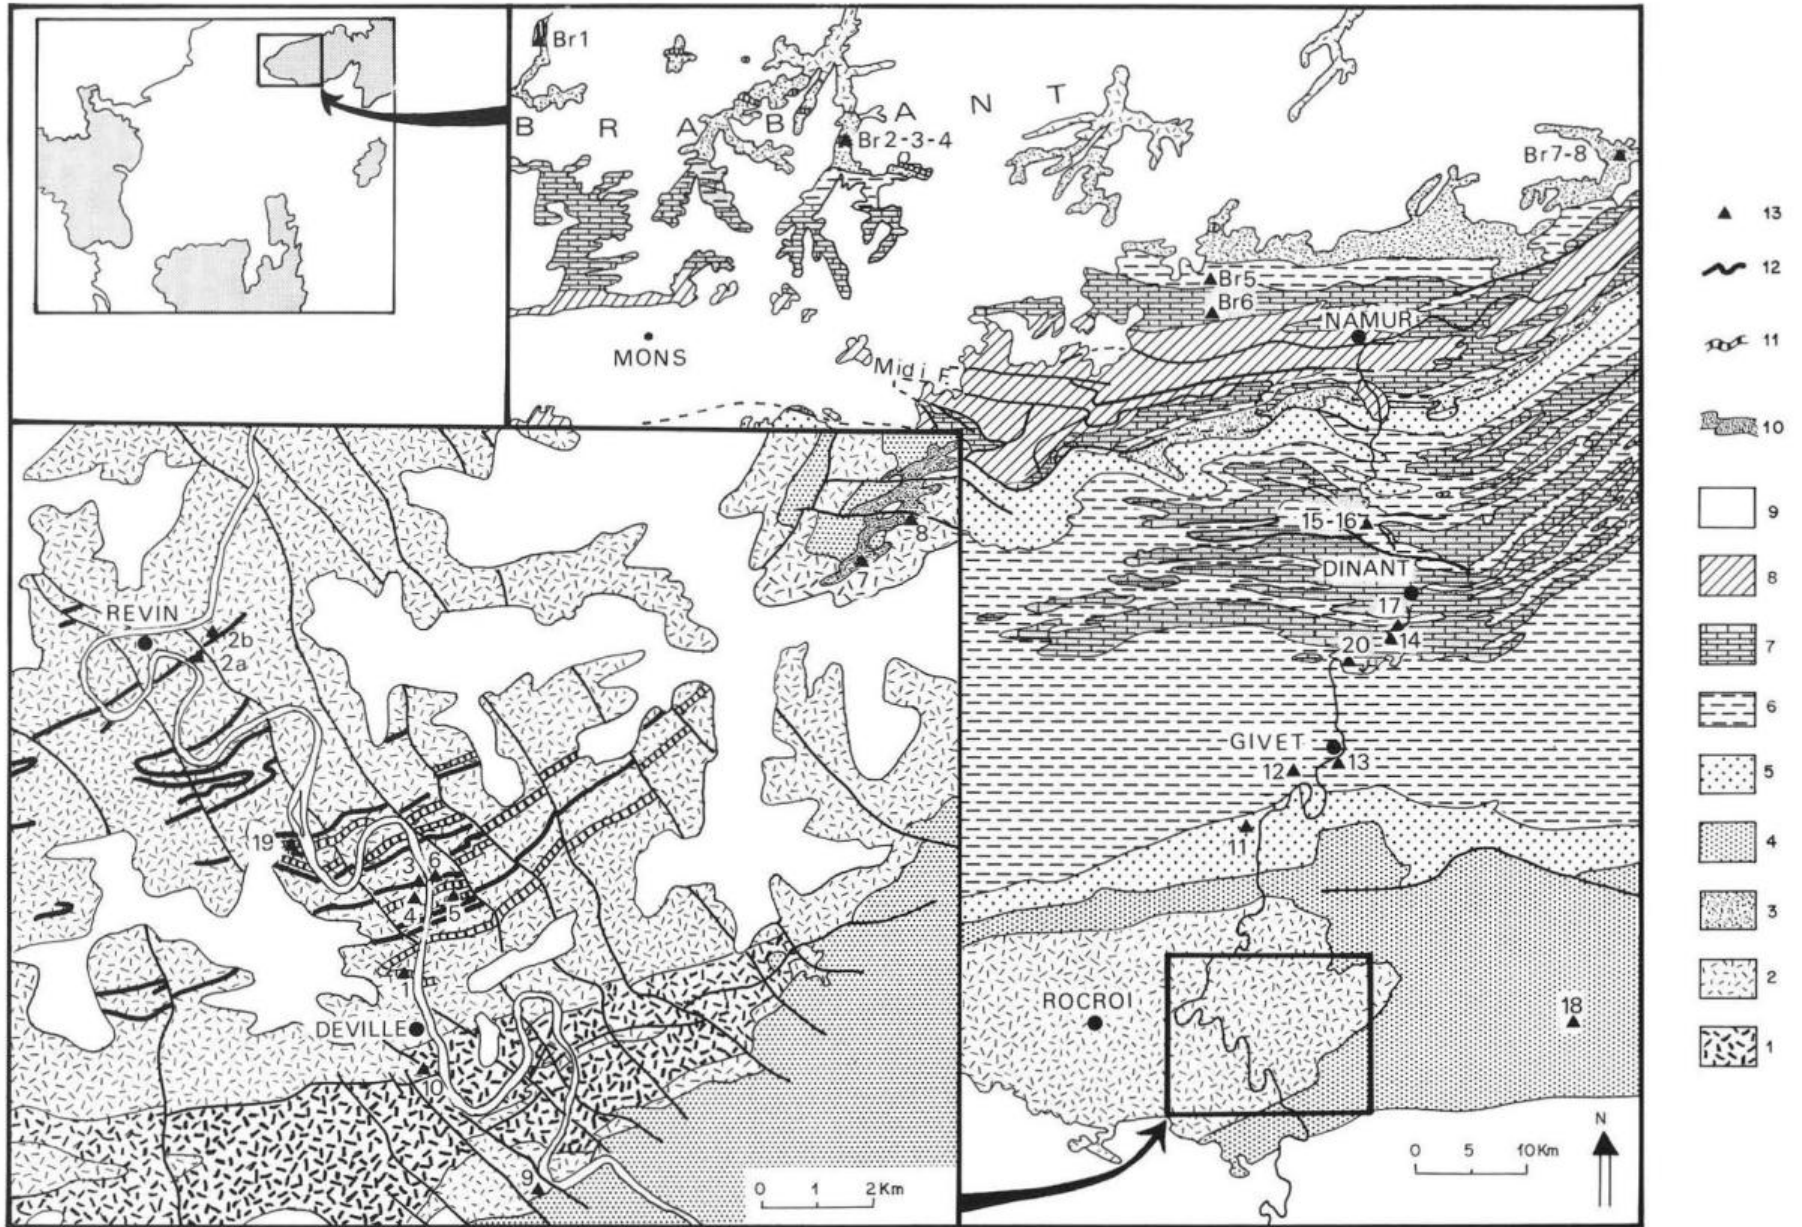 Br1
B R A B A N T
Br2-3-4
Br7-8
Br5
Br6
NAMUR
MONS
Midi F.
15-16
DINANT
17
14
20
GIVET
12
13
11
ROCROI
18
0 5 10 Km
N
8
7
REVIN
2b
2a
19
3
6
4
5
1
DEVILLE
10
9
0 1 2 Km
13
12
11
10
9
8
7
6
5
4
3
2
1